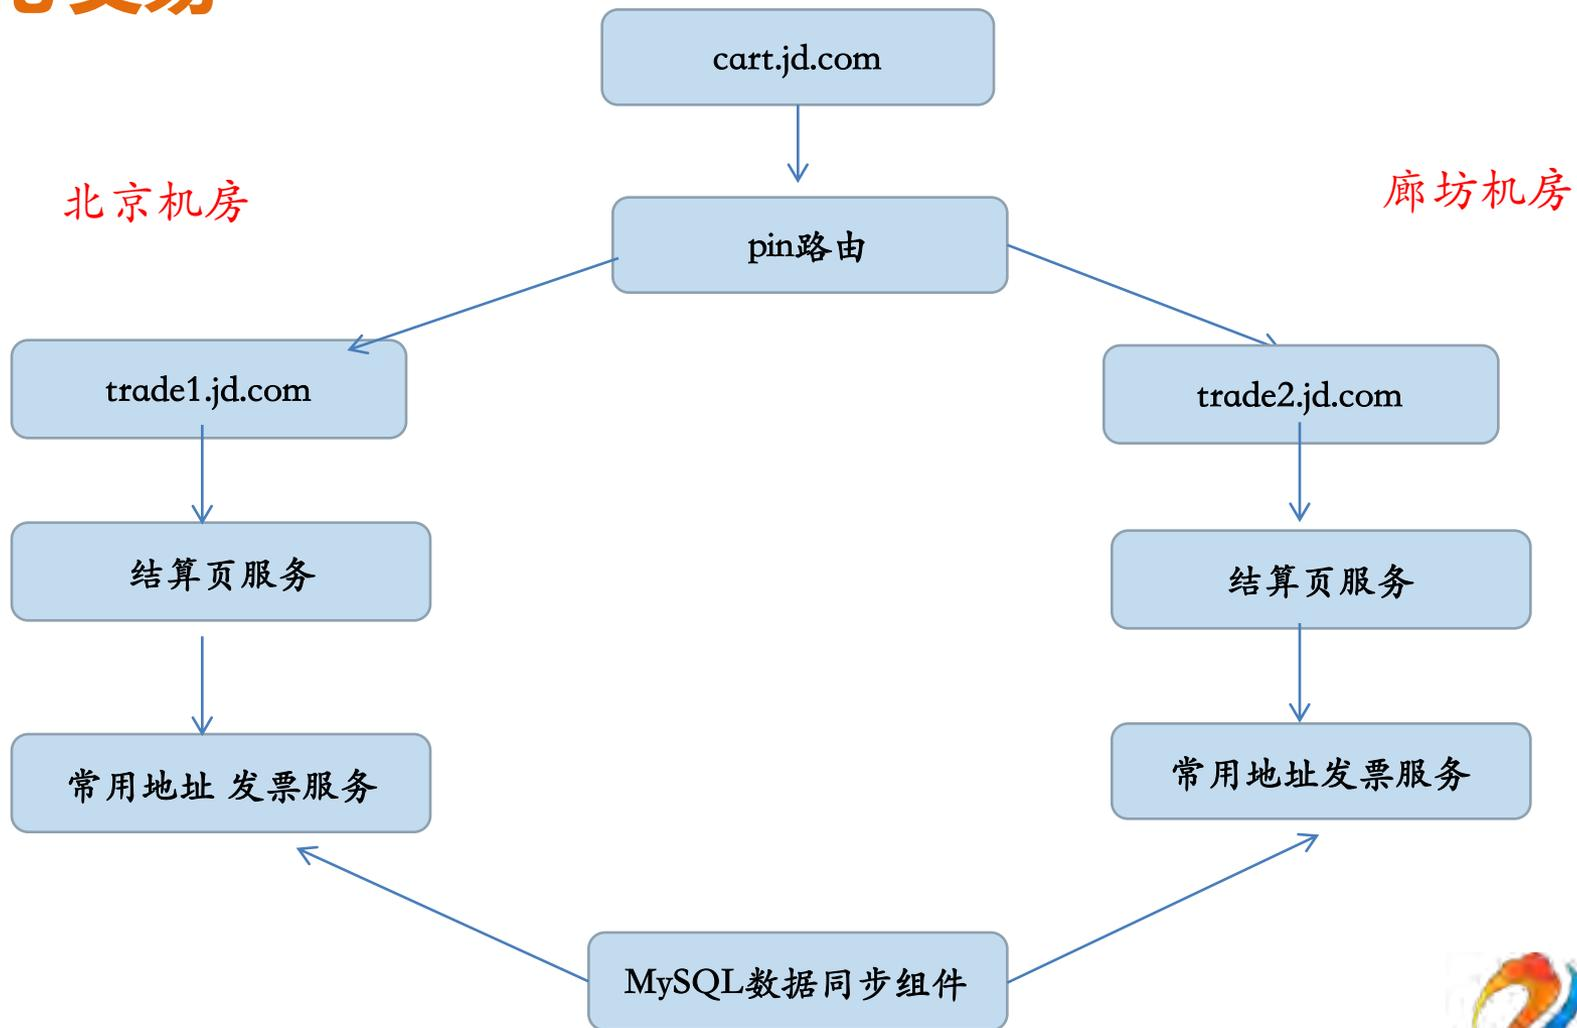 交易
cart.jd.com
北京机房
廊坊机房
pin路由
trade1.jd.com
trade2.jd.com
结算页服务
结算页服务
常用地址 发票服务
常用地址发票服务
MySQL数据同步组件